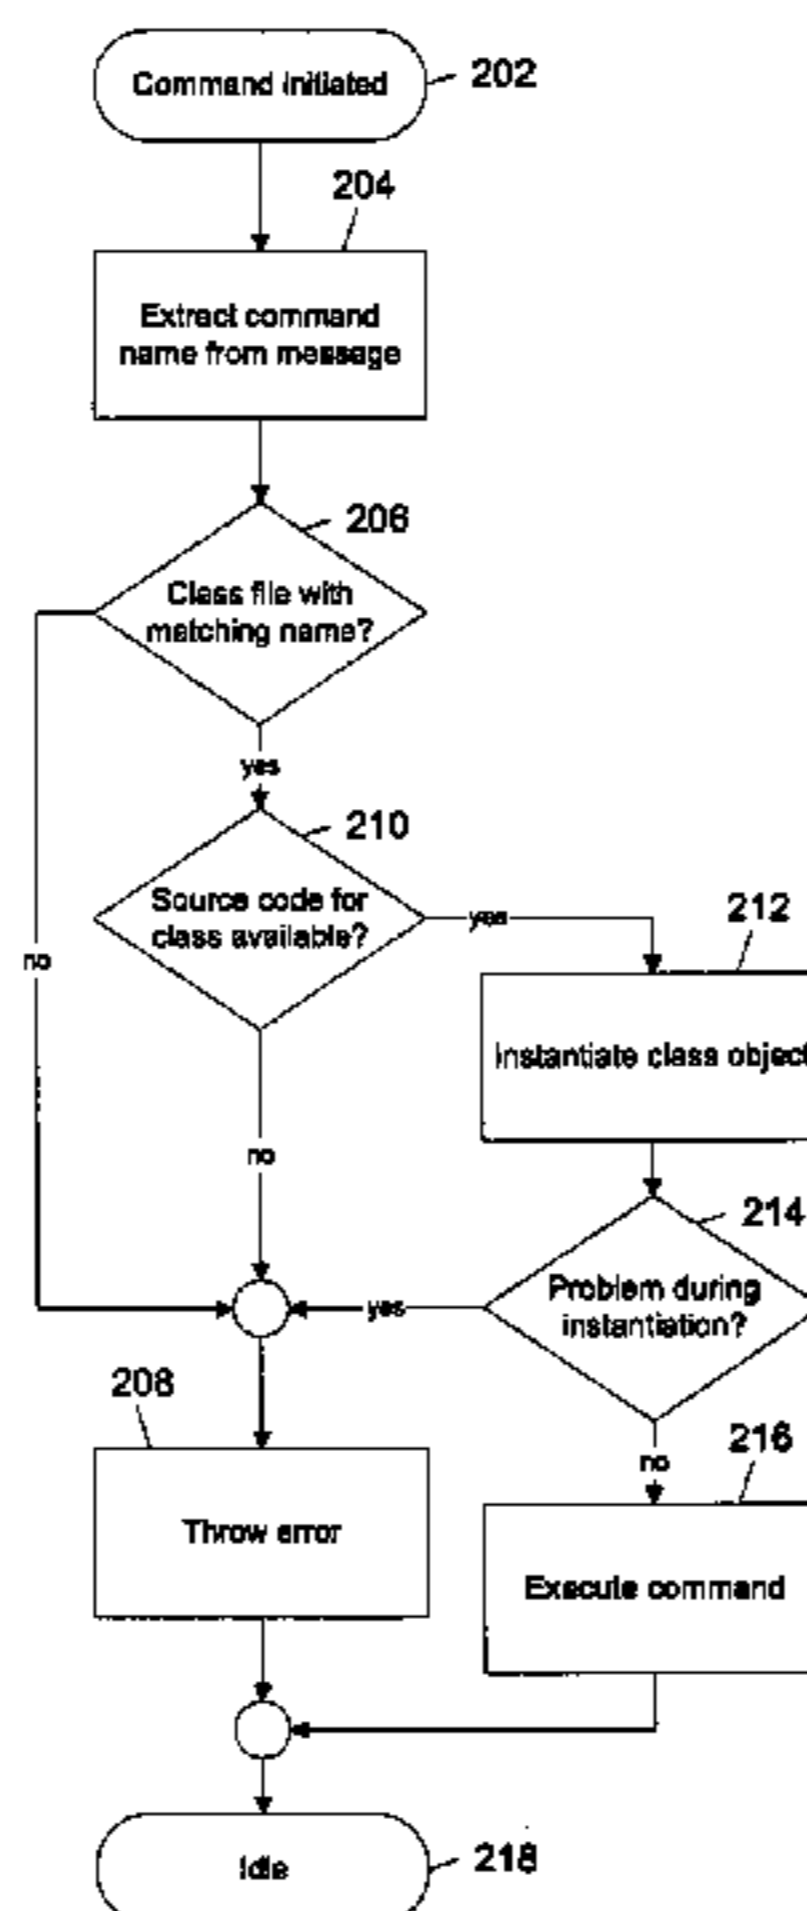 Command initiated
202
204
Extract command
name from message
206
Class file with
matching name?
yes
210
Source code for
class available?
yes
212
no
Instantiate class object
no
214
Problem during
instantiation?
yes
208
216
no
Throw error
Execute command
Idle
218